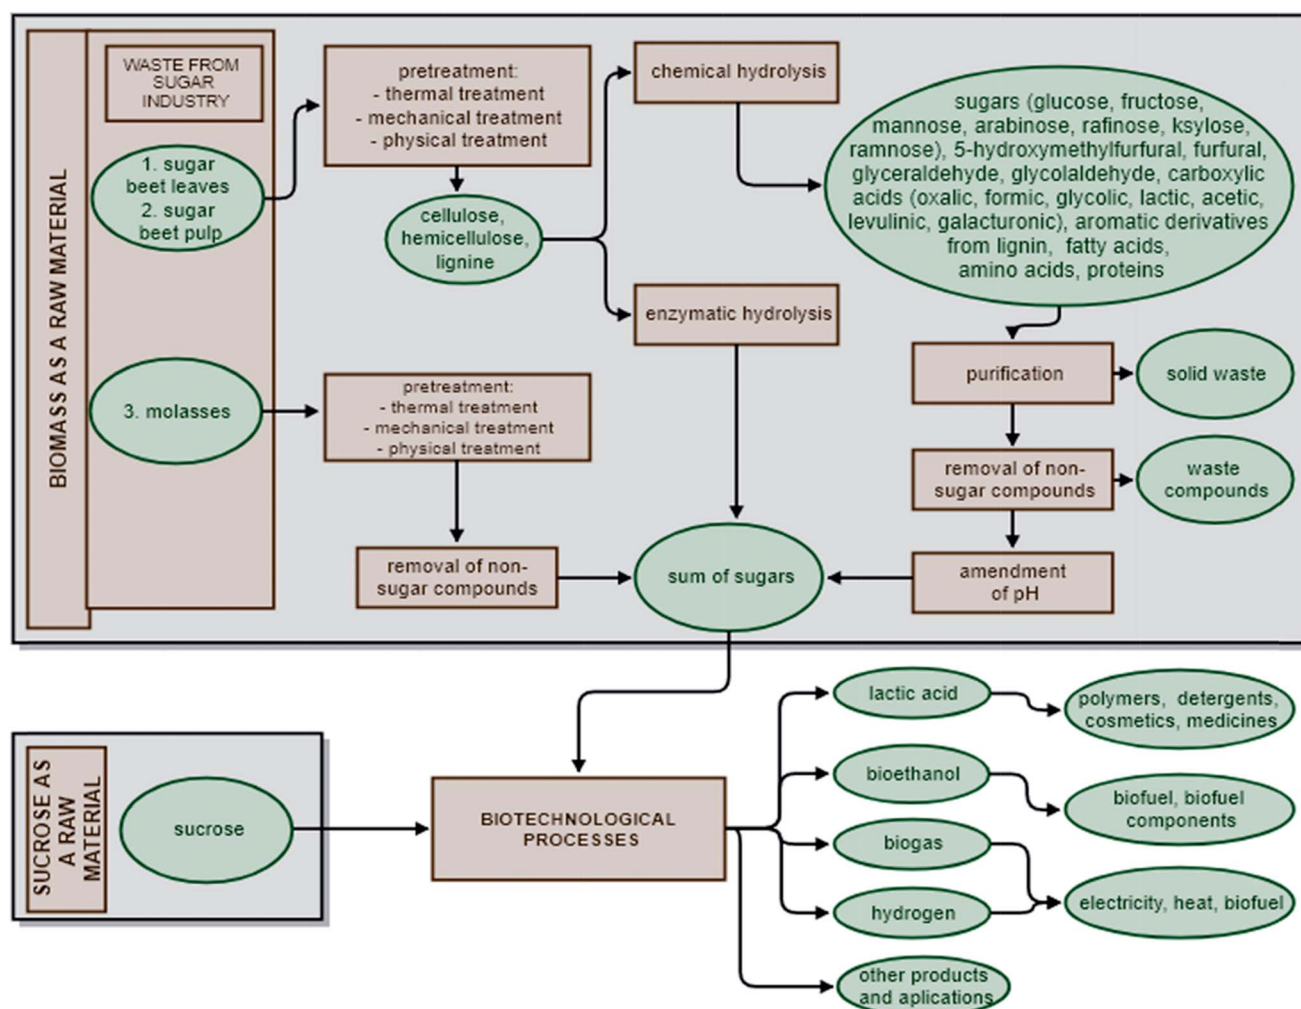 BIOMASS AS A RAW MATERIAL
WASTE FROM
SUGAR
INDUSTRY
1. sugar
beet leaves
2. sugar
beet pulp
3. molasses
pretreatment:
- thermal treatment
- mechanical treatment
- physical treatment
cellulose,
hemicellulose,
lignine
chemical hydrolysis
enzymatic hydrolysis
sugars (glucose, fructose,
mannose, arabinose, rafinose, ksylose,
ramnose), 5-hydroxymethylfurfural, furfural,
glyceraldehyde, glycolaldehyde, carboxylic
acids (oxalic, formic, glycolic, lactic, acetic,
levulinic, galacturonic), aromatic derivatives
from lignin, fatty acids,
amino acids, proteins
purification
solid waste
removal of non-
sugar compounds
waste
compounds
amendment
of pH
pretreatment:
- thermal treatment
- mechanical treatment
- physical treatment
removal of non-
sugar compounds
sum of sugars
SUCROSE AS
A RAW
MATERIAL
sucrose
BIOTECHNOLOGICAL
PROCESSES
lactic acid
polymers, detergents,
cosmetics, medicines
bioethanol
biofuel, biofuel
components
biogas
hydrogen
electricity, heat, biofuel
other products
and aplications